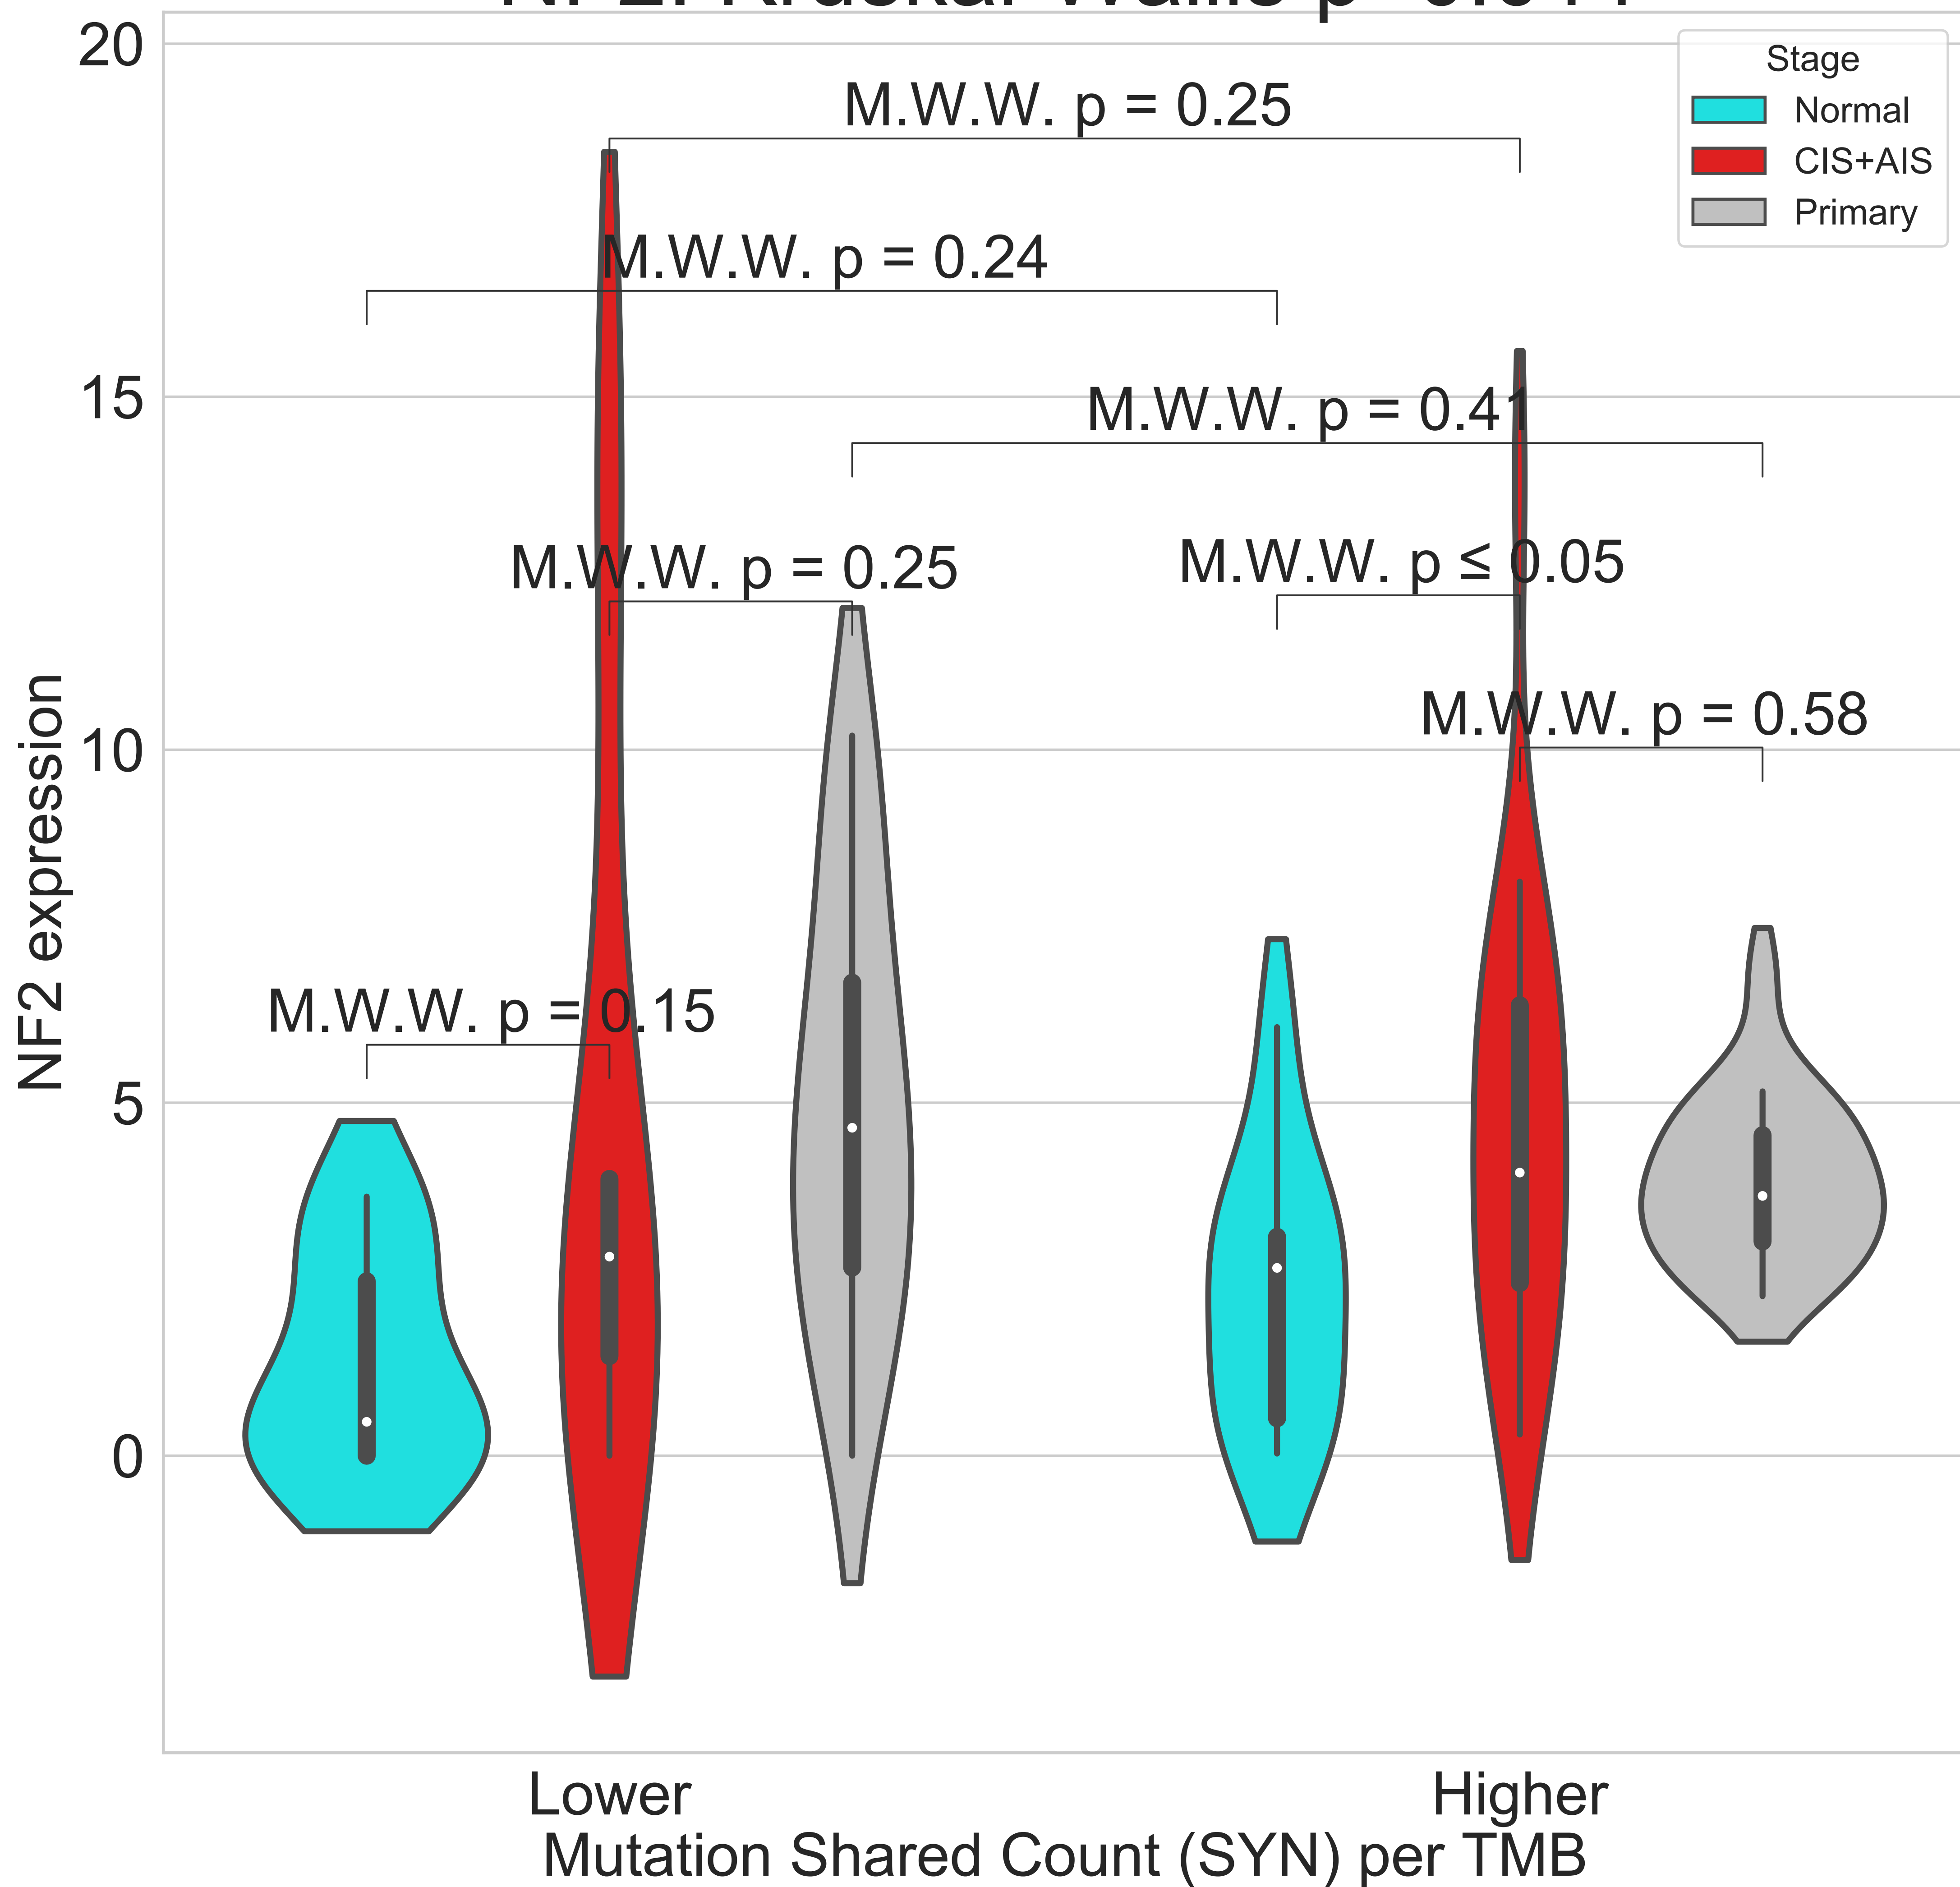 20
Stage
Normal
CIS+AIS
Primary
M.W.W. p = 0.25
M.W.W. p = 0.24
15
M.W.W. p = 0.41
M.W.W. p = 0.25
M.W.W. p ≤ 0.05
10
M.W.W. p = 0.58
NF2 expression
M.W.W. p = 0.15
5
0
Lower
Higher
Mutation Shared Count (SYN) per TMB